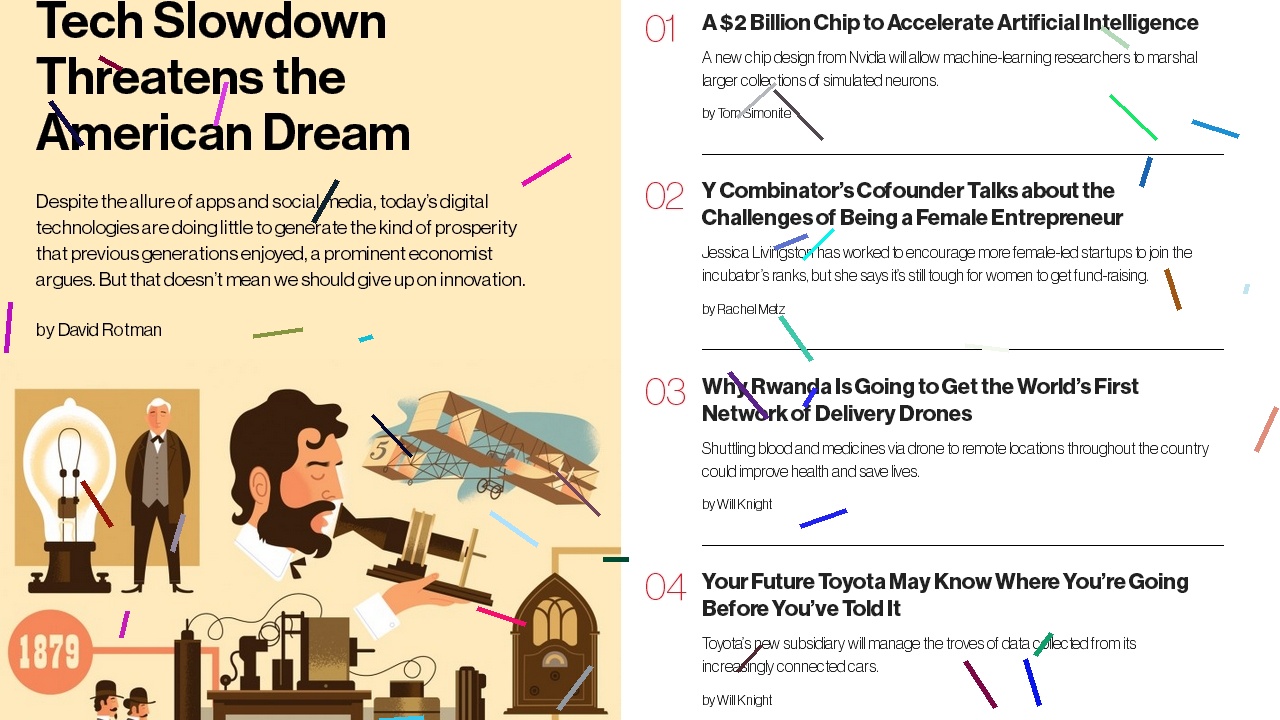 Tech Slowdown
Threatens the
American Dream
Despite the allure of apps and social media, today's digital
technologies are doing little to generate the kind of prosperity
that previous generations enjoyed, a prominent economist
argues. But that doesn't mean we should give up on innovation.
by David Rotman
5
1879
01
A $2 Billion Chip to Accelerate Artificial Intelligence
A new chip design from Nvidia will allow machine-learning researchers to marshal
larger collections of simulated neurons.
by Tom Simonite
02
Y Combinator's Cofounder Talks about the
Challenges of Being a Female Entrepreneur
Jessica Livingston has worked to encourage more female-led startups to join the
incubator's ranks, but she says it's still tough for women to get fund-raising.
by Rachel Metz
03
Why Rwanda Is Going to Get the World's First
Network of Delivery Drones
Shuttling blood and medicines via drone to remote locations throughout the country
could improve health and save lives.
by Will Knight
04
Your Future Toyota May Know Where You're Going
Before You've Told It
Toyota's new subsidiary will manage the troves of data collected from its
increasingly connected cars.
by Will Knight